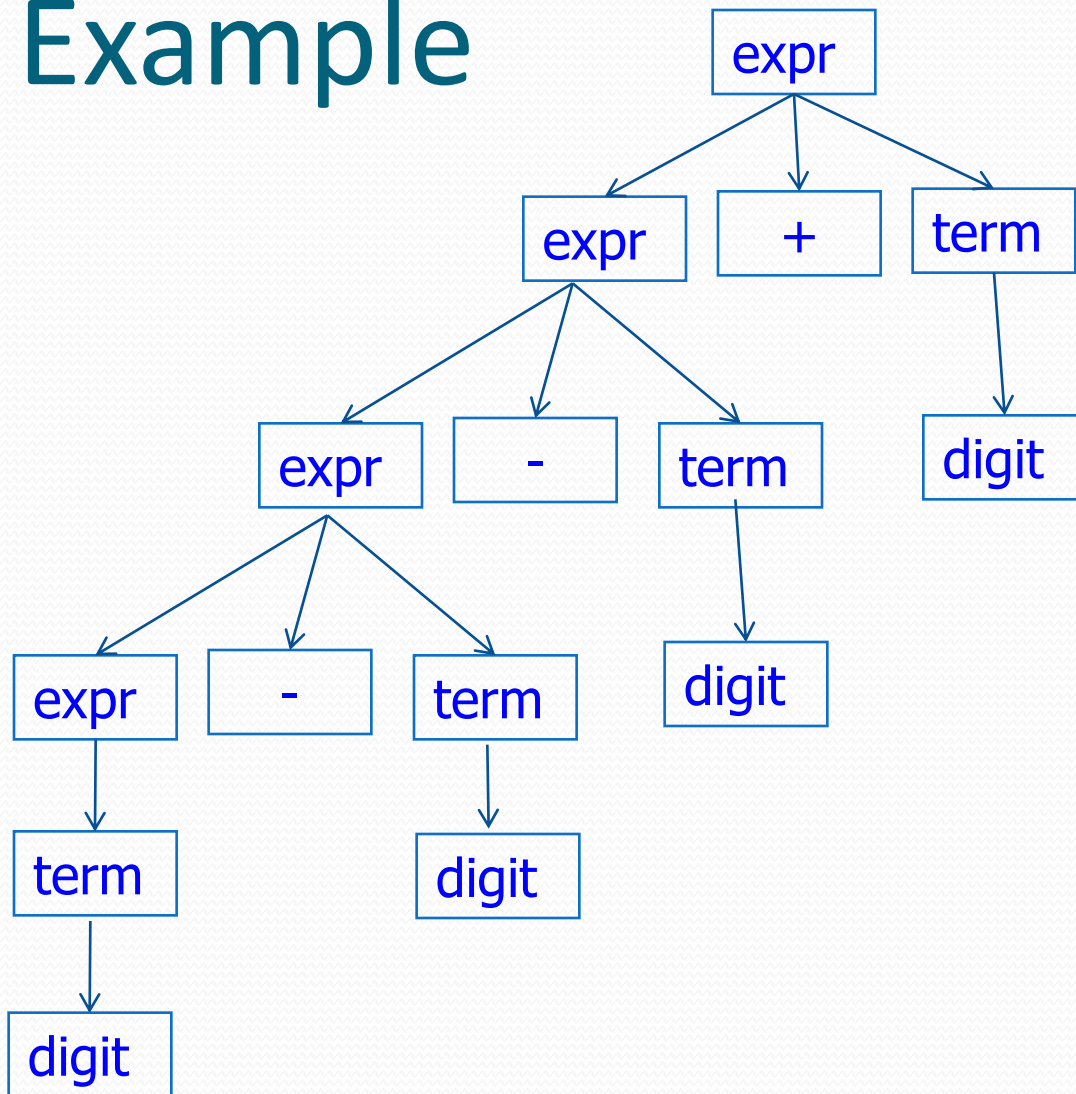 Example
expr
expr
+
term
expr
-
term
digit
expr
-
term
digit
term
digit
digit